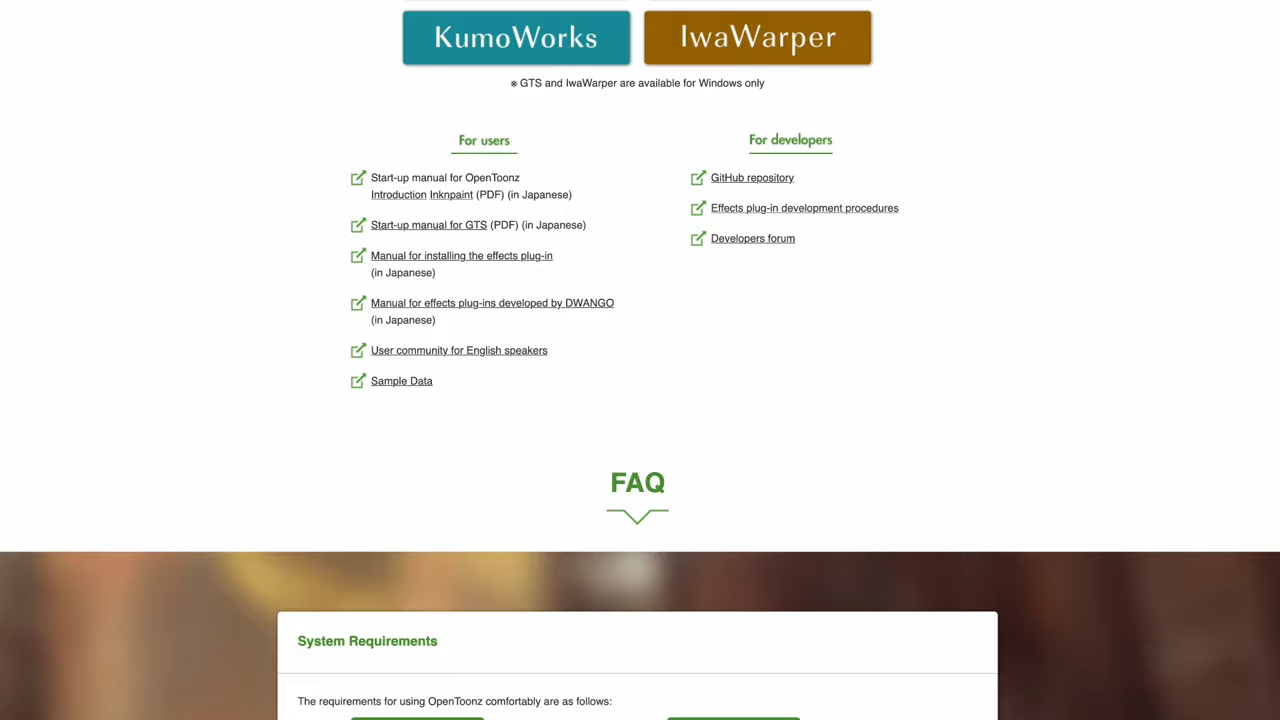 KumoWorks
IwaWarper
※ GTS and IwaWarper are available for Windows only
For users
Start-up manual for OpenToonz
Introduction Inknpaint (PDF) (in Japanese)
Start-up manual for GTS (PDF) (in Japanese)
Manual for installing the effects plug-in
(in Japanese)
Manual for effects plug-ins developed by DWANGO
(in Japanese)
User community for English speakers
Sample Data
For developers
GitHub repository
Effects plug-in development procedures
Developers forum
FAQ
System Requirements
The requirements for using OpenToonz comfortably are as follows: